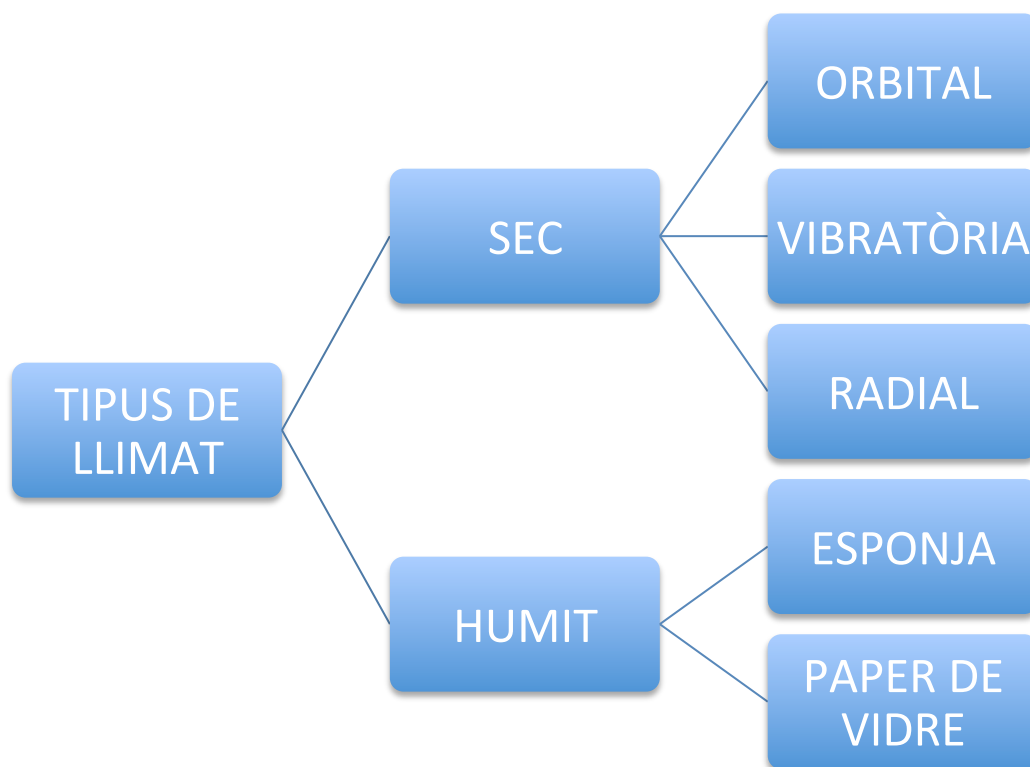 TIPUS DE
LLIMAT
SEC
ORBITAL
VIBRATÒRIA
RADIAL
HUMIT
ESPONJA
PAPER DE
VIDRE